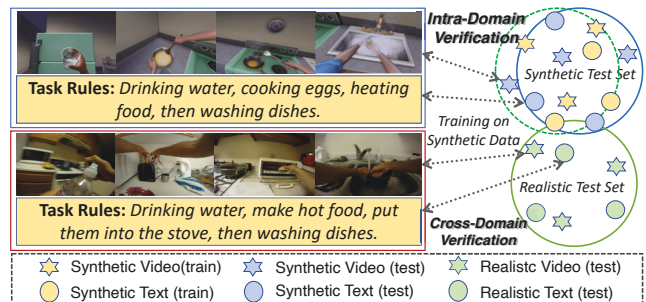 Task Rules: Drinking water, cooking eggs, heating
food, then washing dishes.
Task Rules: Drinking water, make hot food, put
them into the stove, then washing dishes.
Intra-Domain
Verification
Synthetic Test Set
Training on
Synthetic Data
Realistic Test Set
Cross-Domain
Verification
Synthetic Video(train)
Synthetic Video (test)
Realistc Video (test)
Synthetic Text (train)
Synthetic Text (test)
Realistic Text (test)